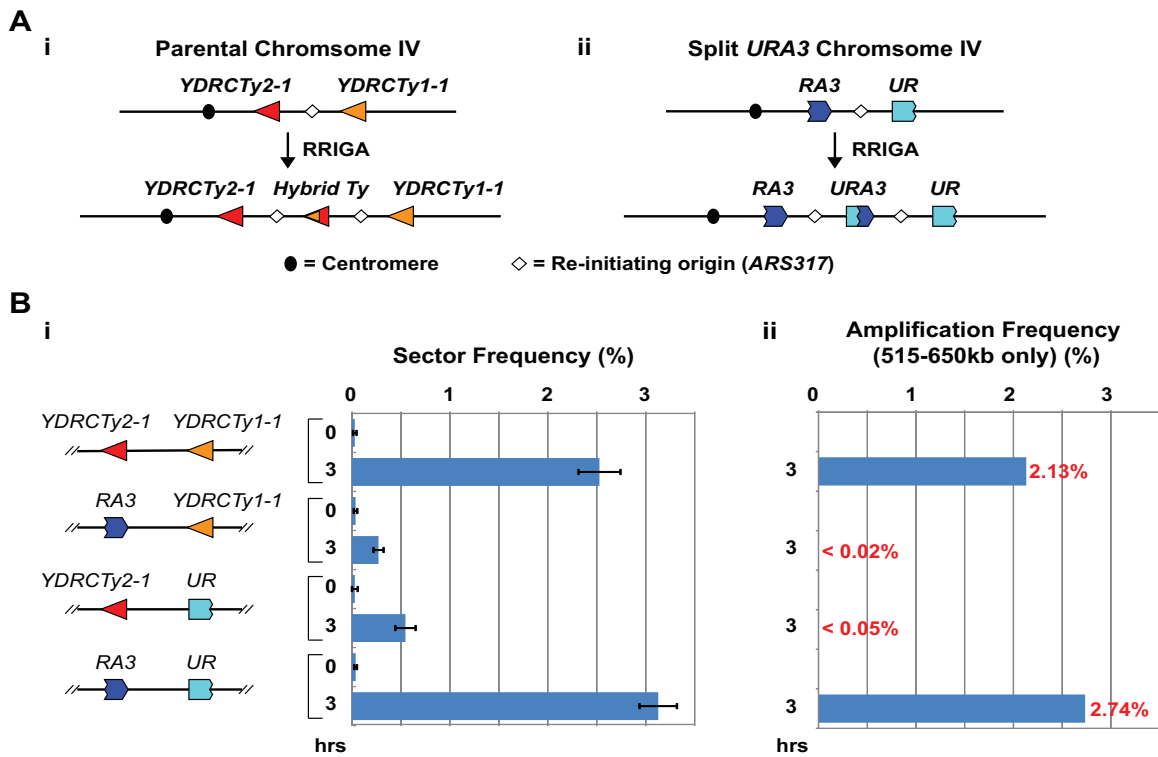 A
i
Parental Chromsome IV
YDRCTy2-1 YDRCTy1-1
RRIGA
YDRCTy2-1 Hybrid Ty YDRCTy1-1
ii
Split URA3 Chromsome IV
RA3 UR
RRIGA
RA3 URA3 UR
= Centromere
= Re-initiating origin (ARS317)
B
i
Sector Frequency (%)
0 1 2 3
YDRCTy2-1 YDRCTy1-1
0
3
RA3 YDRCTy1-1
0
3
YDRCTy2-1 UR
0
3
RA3 UR
0
3
hrs
ii
Amplification Frequency
(515-650kb only) (%)
0 1 2 3
3 2.13%
3 < 0.02%
3 < 0.05%
3 2.74%
hrs